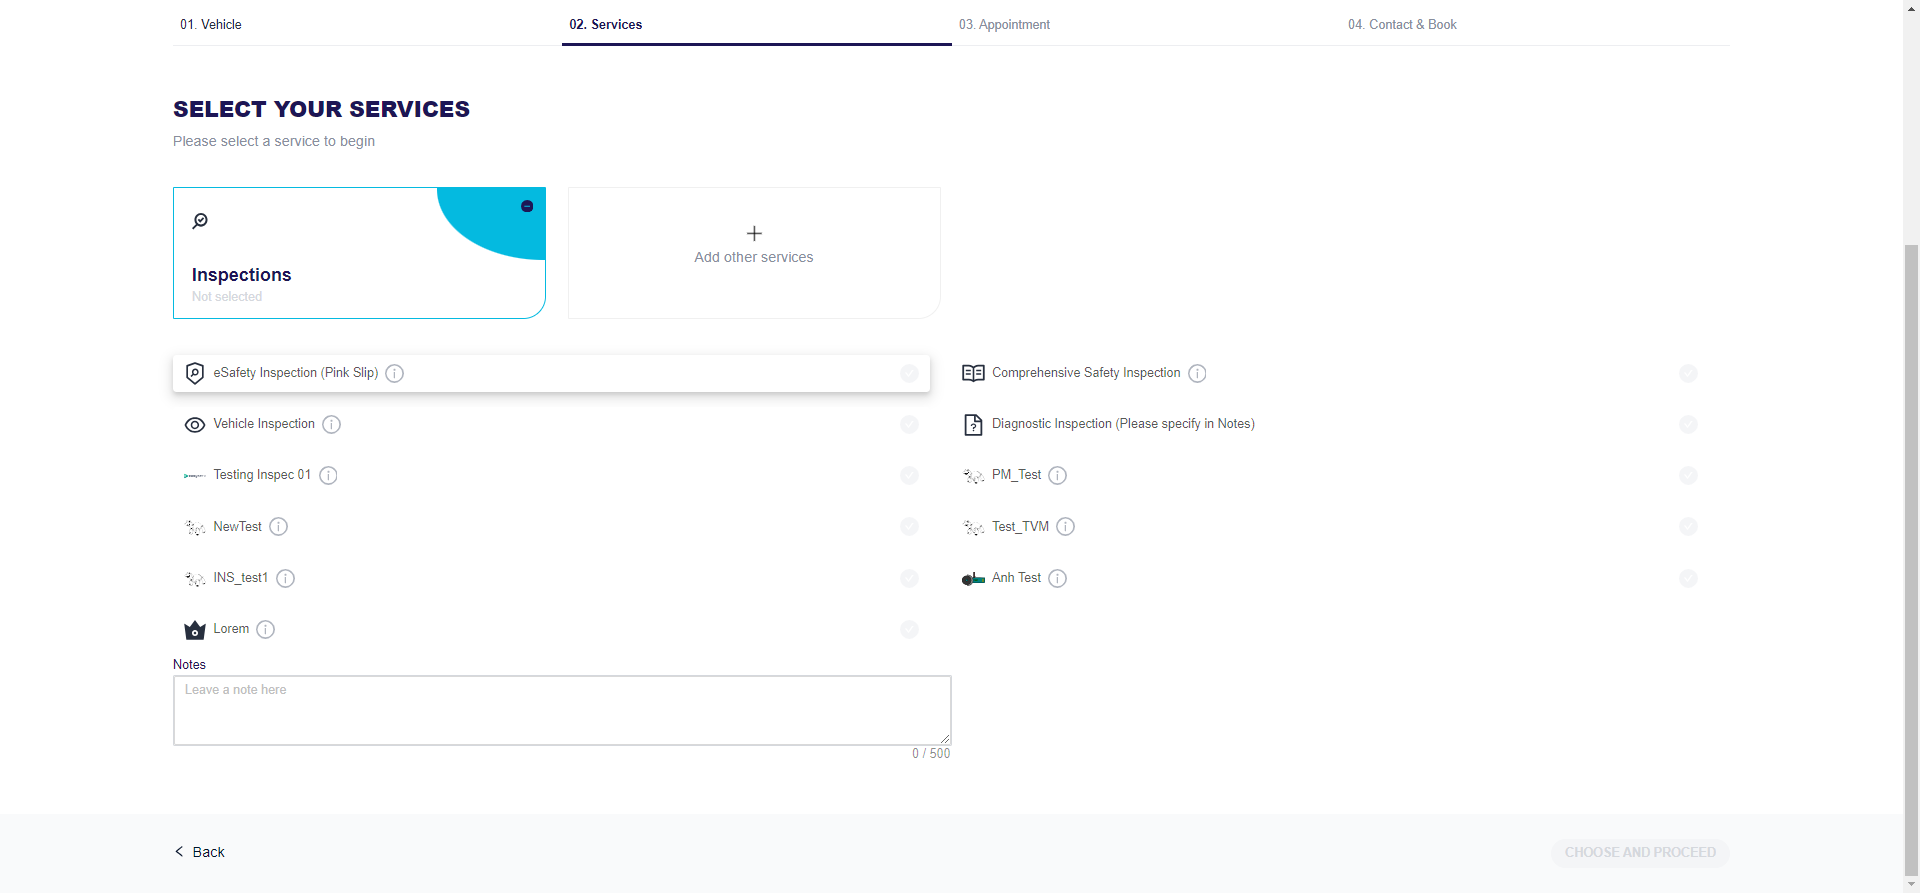 01. Vehicle
02. Services
03. Appointment
04. Contact & Book
SELECT YOUR SERVICES
Please select a service to begin
Inspections
Not selected
Add other services
eSafety Inspection (Pink Slip)
Comprehensive Safety Inspection
Vehicle Inspection
Diagnostic Inspection (Please specify in Notes)
Testing Inspec 01
PM_Test
NewTest
Test_TVM
INS_test1
Anh Test
Lorem
Notes
Leave a note here
0 / 500
Back
CHOOSE AND PROCEED